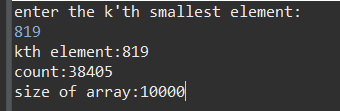 enter the k'th smallest element:
819
kth element:819
count:38405
size of array:10000